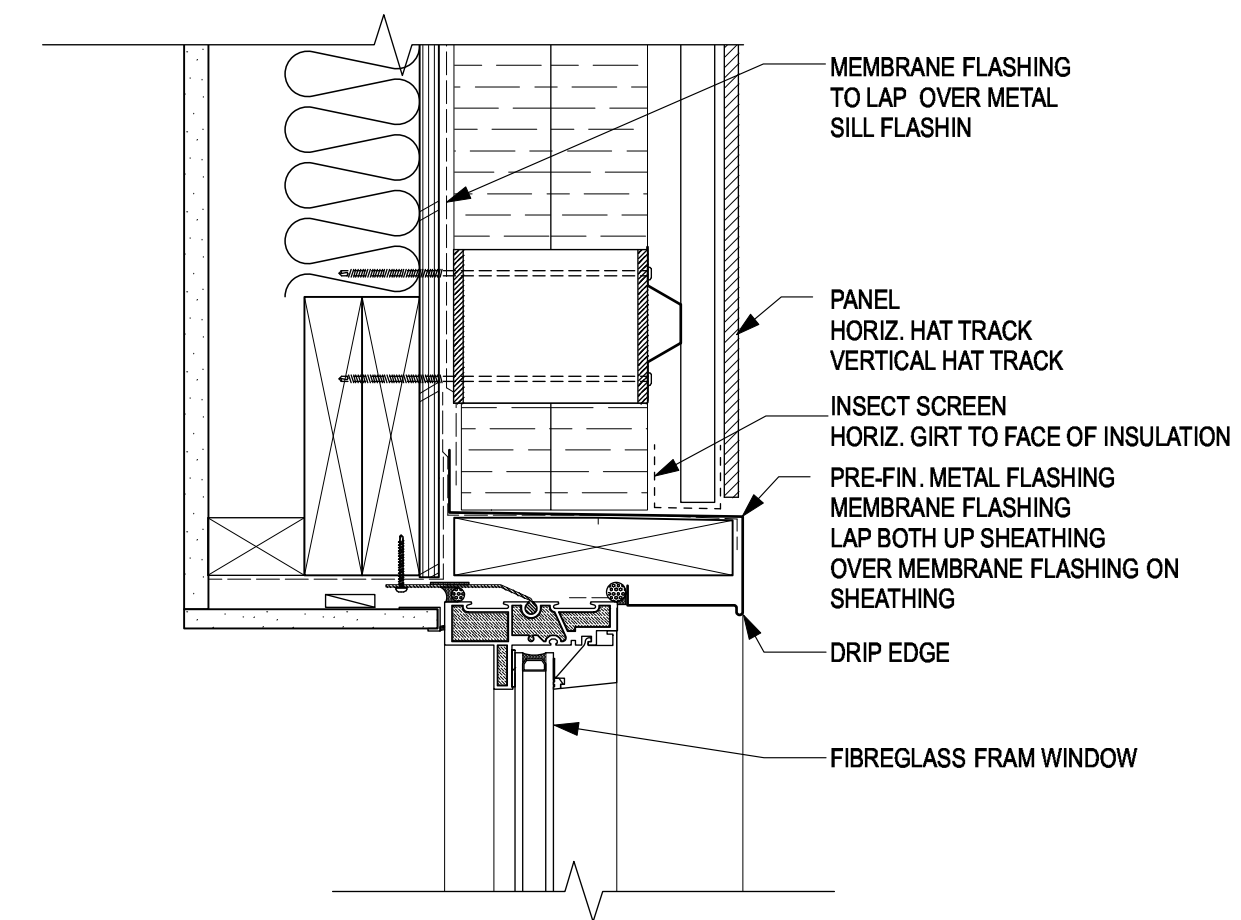 MEMBRANE FLASHING
TO LAP OVER METAL
SILL FLASHIN
PANEL
HORIZ. HAT TRACK
VERTICAL HAT TRACK
INSECT SCREEN
HORIZ. GIRT TO FACE OF INSULATION
PRE-FIN. METAL FLASHING
MEMBRANE FLASHING
LAP BOTH UP SHEATHING
OVER MEMBRANE FLASHING ON
SHEATHING
DRIP EDGE
FIBREGLASS FRAM WINDOW